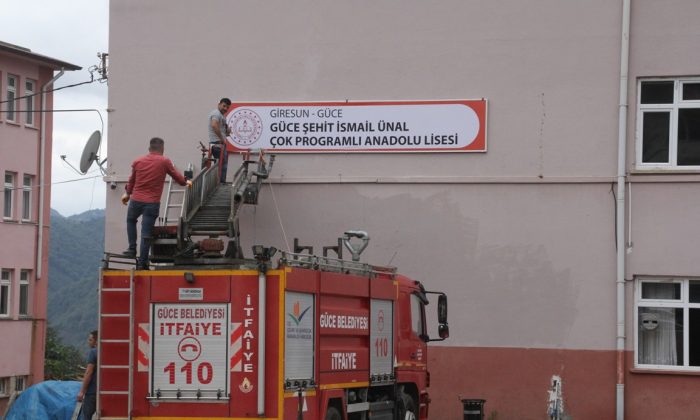 GİRESUN - GÜCE
GÜCE ŞEHİT İSMAİL ÜNAL
ÇOK PROGRAMLI ANADOLU LİSESİ
GÜCE BELEDİYESİ
İTFAİYE
110
İTFAİYE
GÜCE BELEDİYESİ
İTFAİYE
110